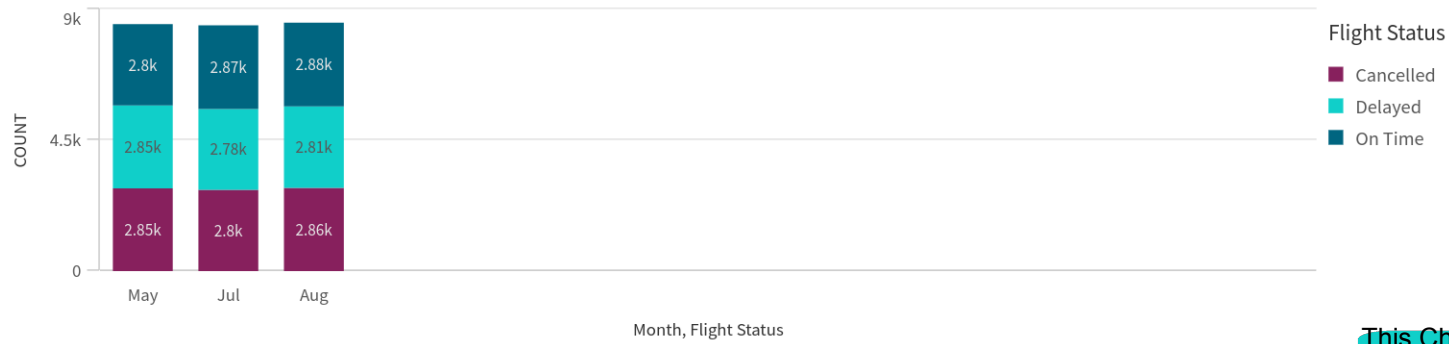 9k
4.5k
0
COUNT
2.8k
2.87k
2.88k
2.85k
2.78k
2.81k
2.85k
2.8k
2.86k
May
Jul
Aug
Month, Flight Status
Flight Status
Cancelled
Delayed
On Time
This